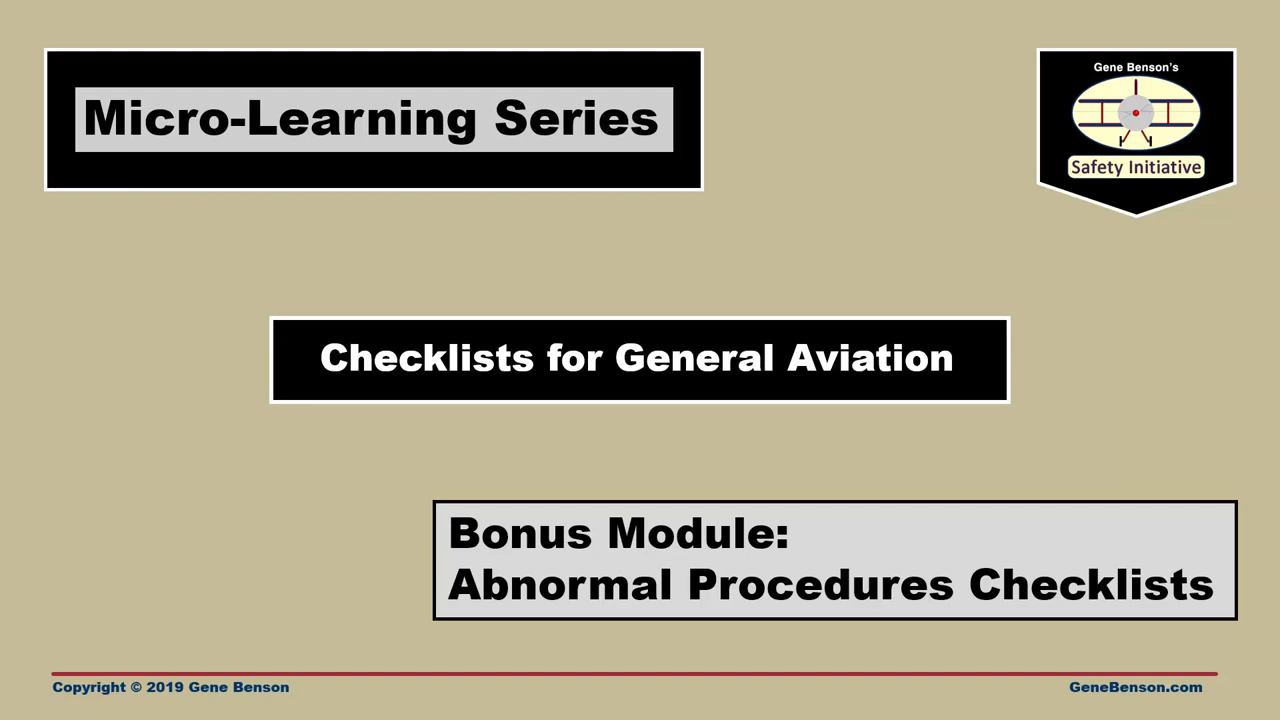 Micro-Learning Series
Gene Benson's
Safety Initiative
Checklists for General Aviation
Bonus Module:
Abnormal Procedures Checklists
Copyright © 2019 Gene Benson
GeneBenson.com